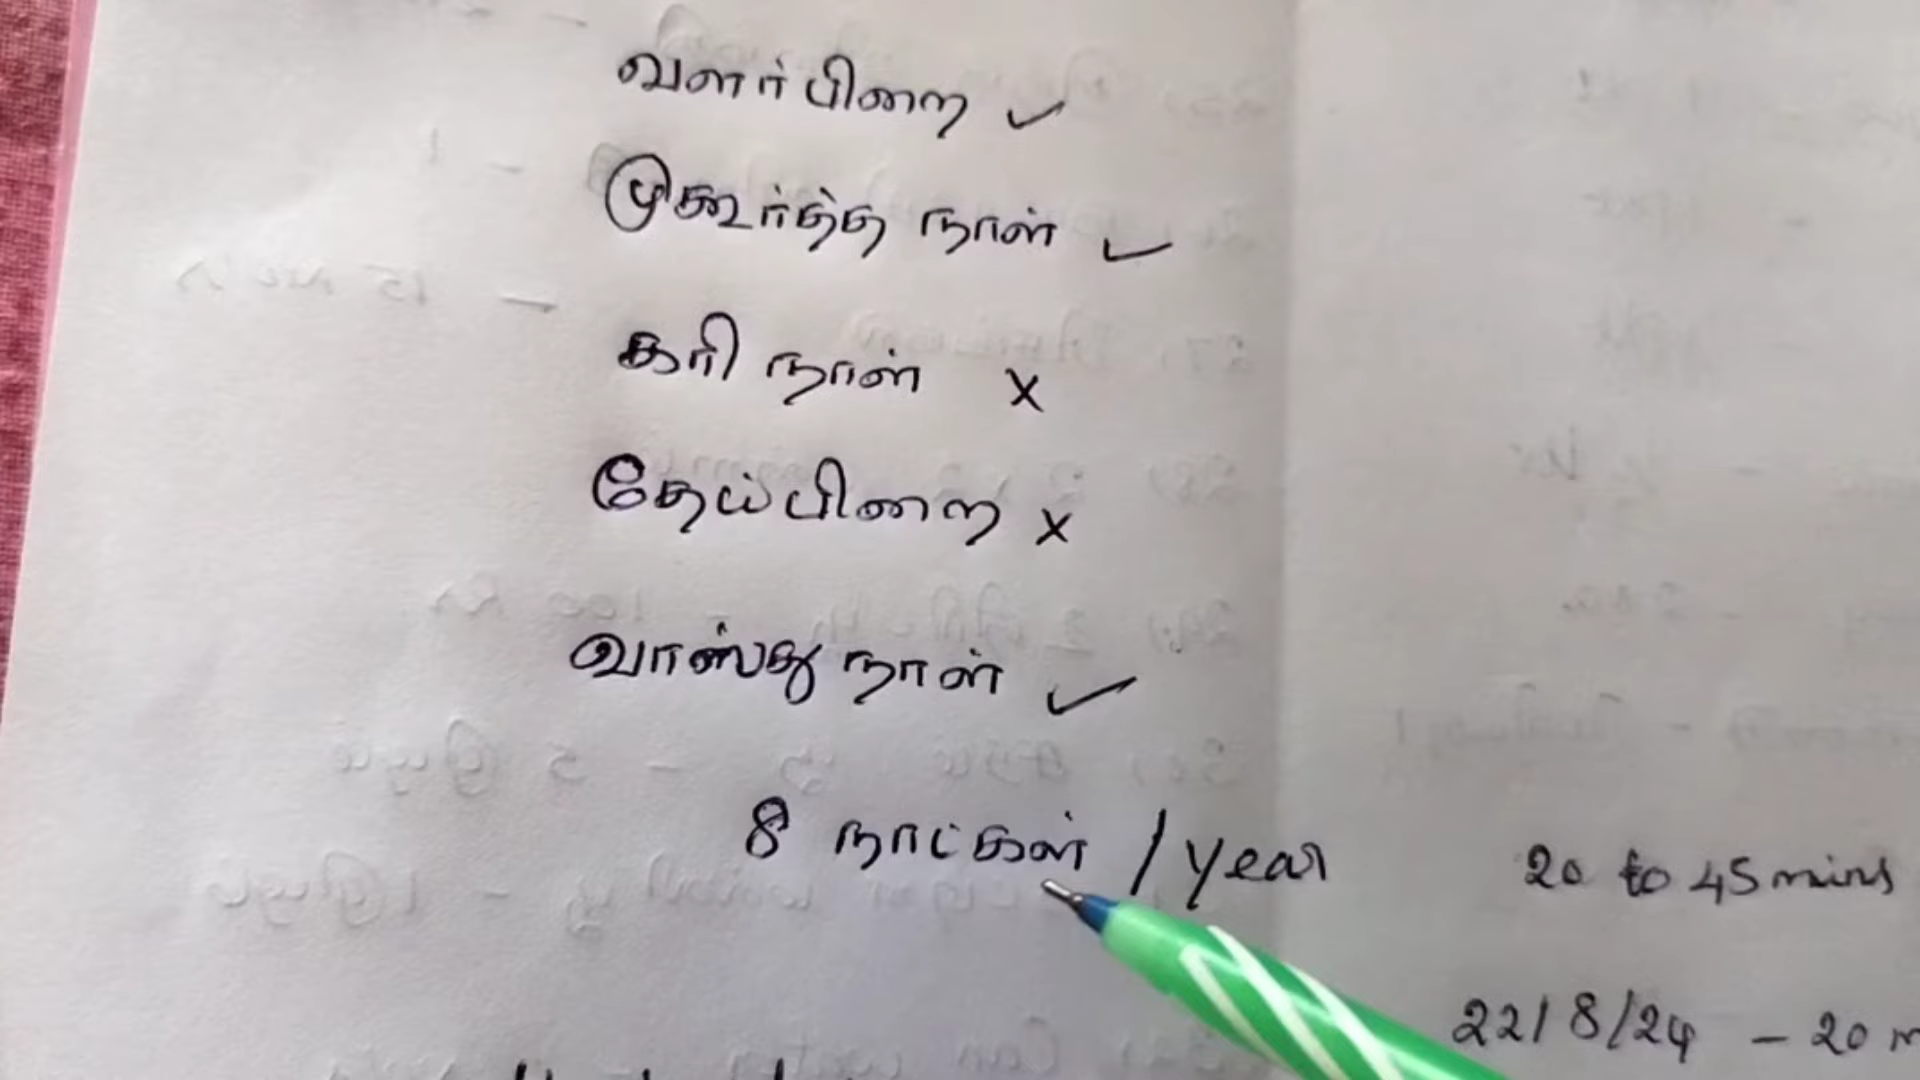 வளர்பிறை ✓
முகூர்த்த நாள் ✓
கரி நாள் x
தேய்பிறை x
வாஸ்து நாள் ✓
8 நாட்கள் / year
20 to 45 mins
22/8/24 - 20 m